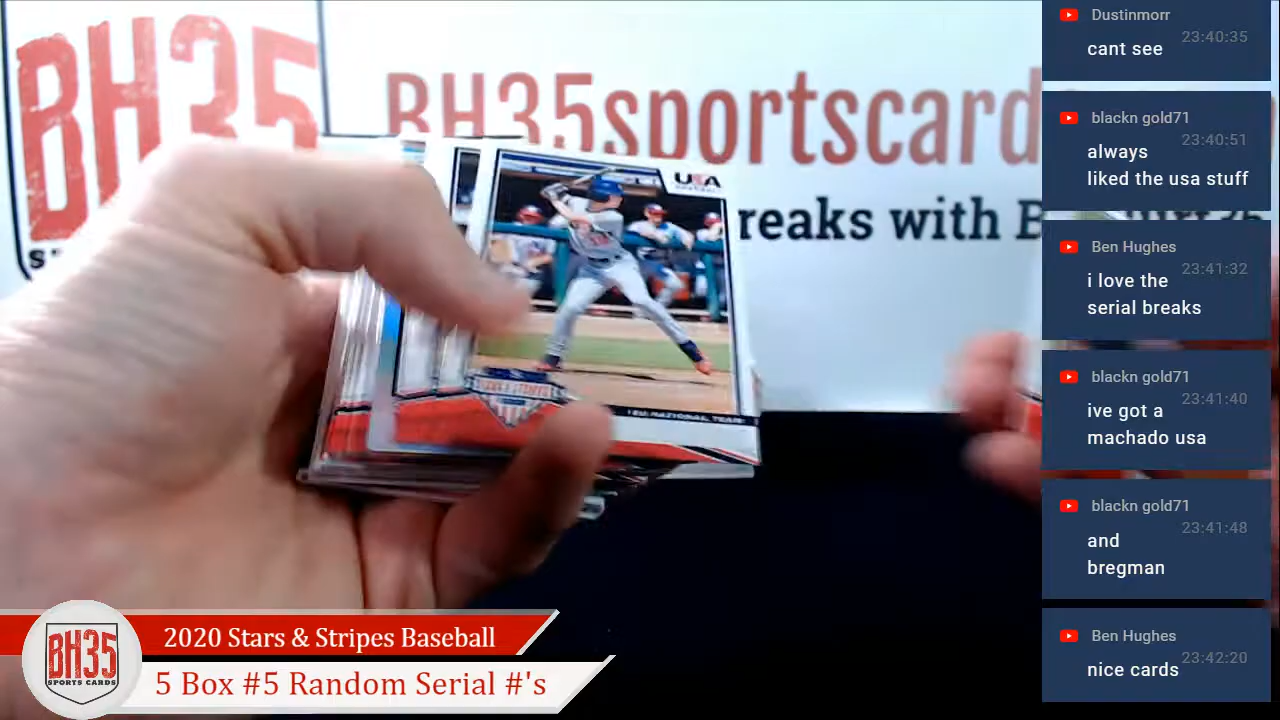 BH35
BH35sportscard
reaks with B
USA
15U NATIONAL TEAM
2020 Stars & Stripes Baseball
5 Box #5 Random Serial #'s
BH35
SPORTS CARDS
Dustinmorr
23:40:35
cant see
blackn gold71
23:40:51
always
liked the usa stuff
Ben Hughes
23:41:32
i love the
serial breaks
blackn gold71
23:41:40
ive got a
machado usa
blackn gold71
23:41:48
and
bregman
Ben Hughes
23:42:20
nice cards